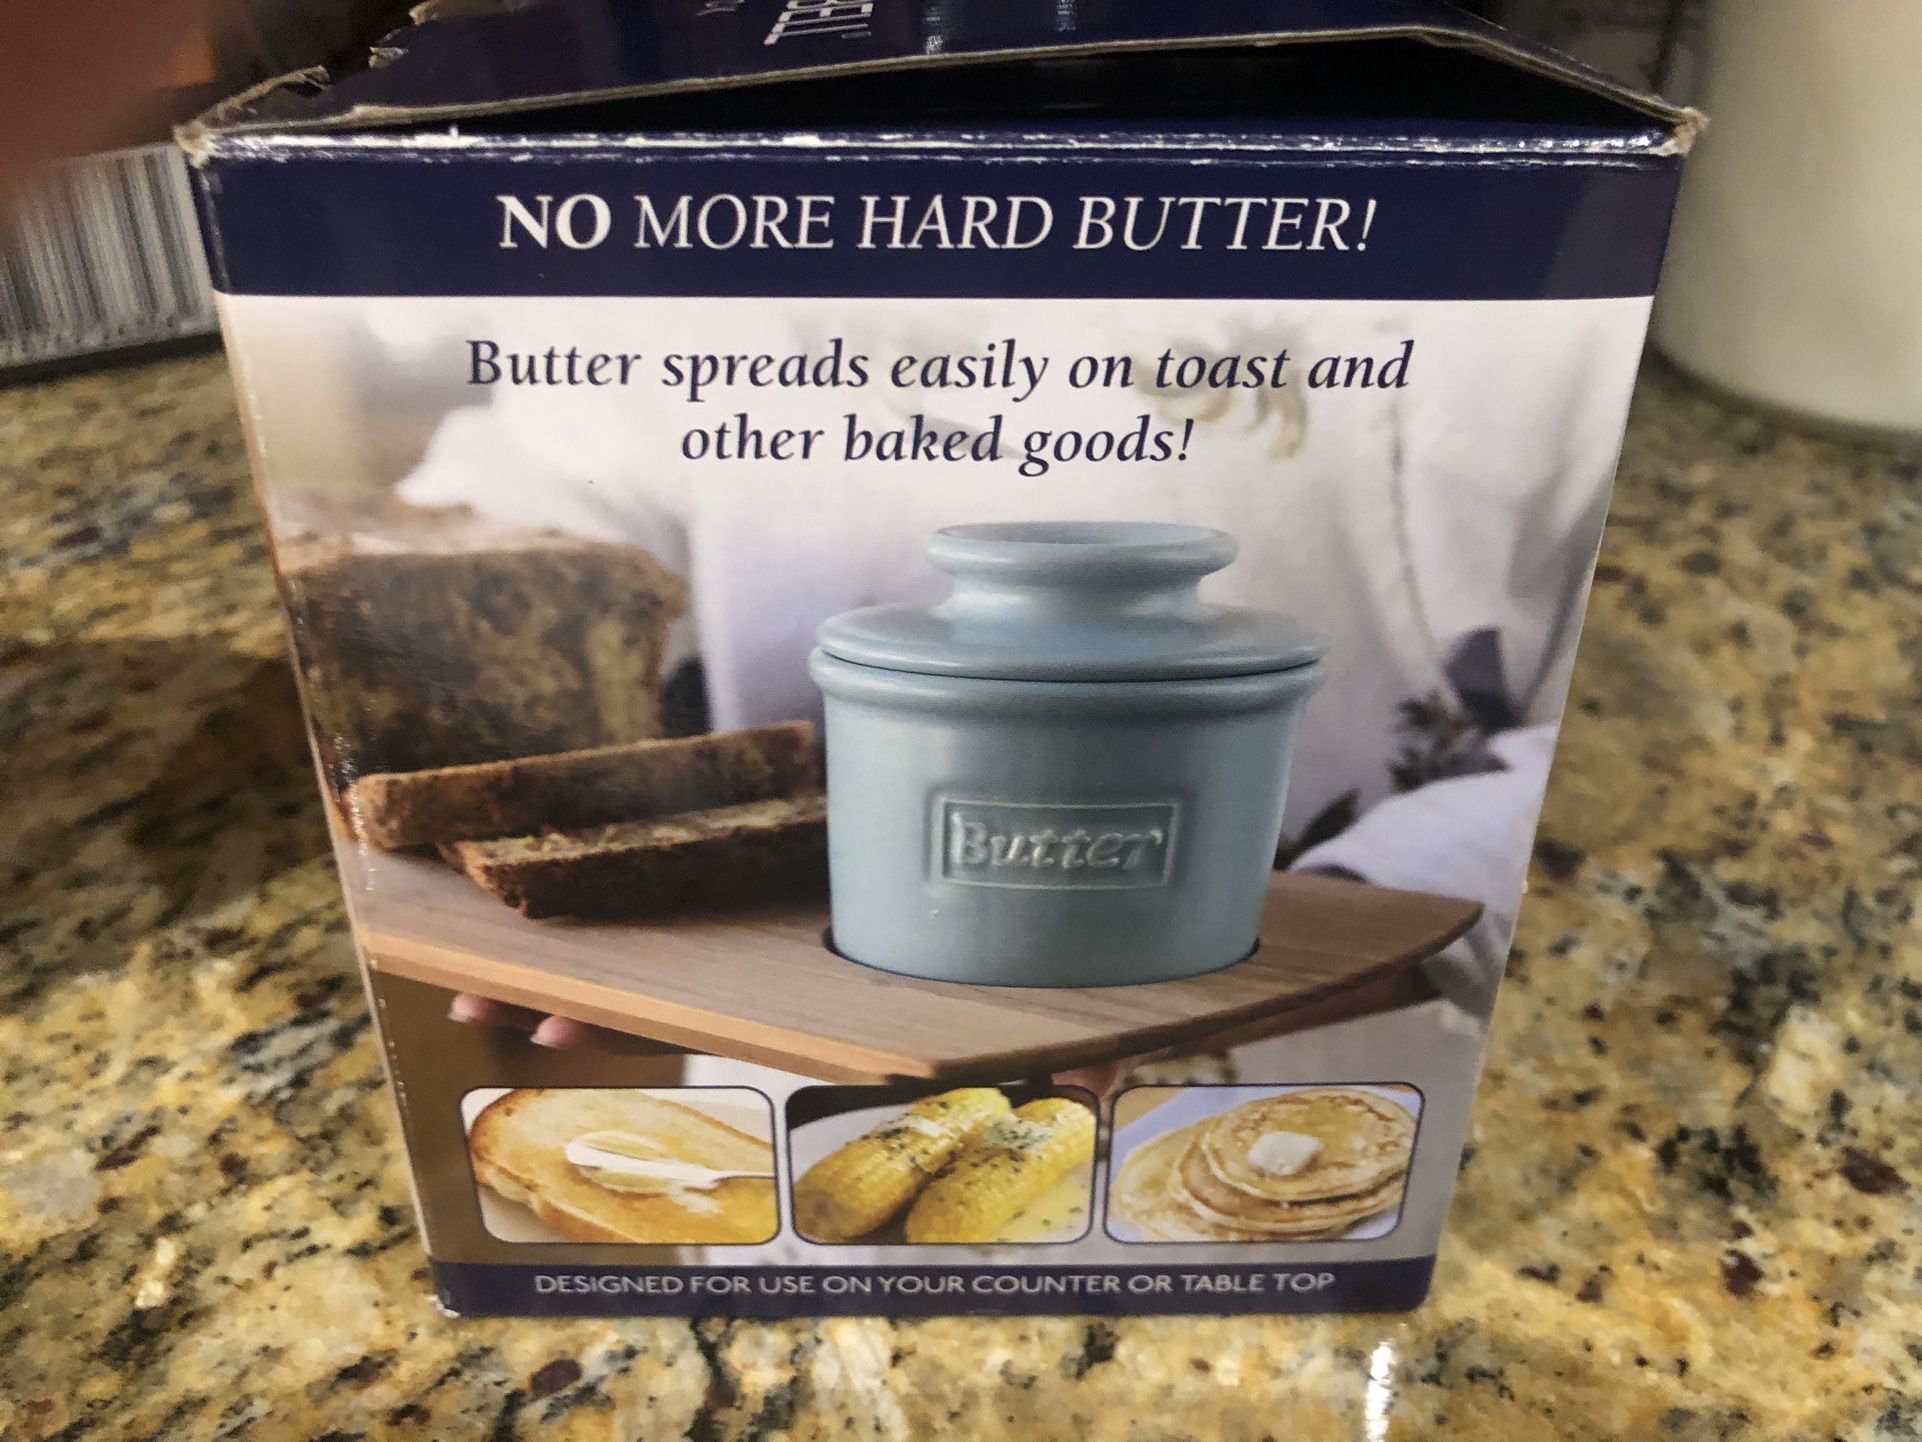 NO MORE HARD BUTTER!
Butter spreads easily on toast and
other baked goods!
Butter
DESIGNED FOR USE ON YOUR COUNTER OR TABLE TOP